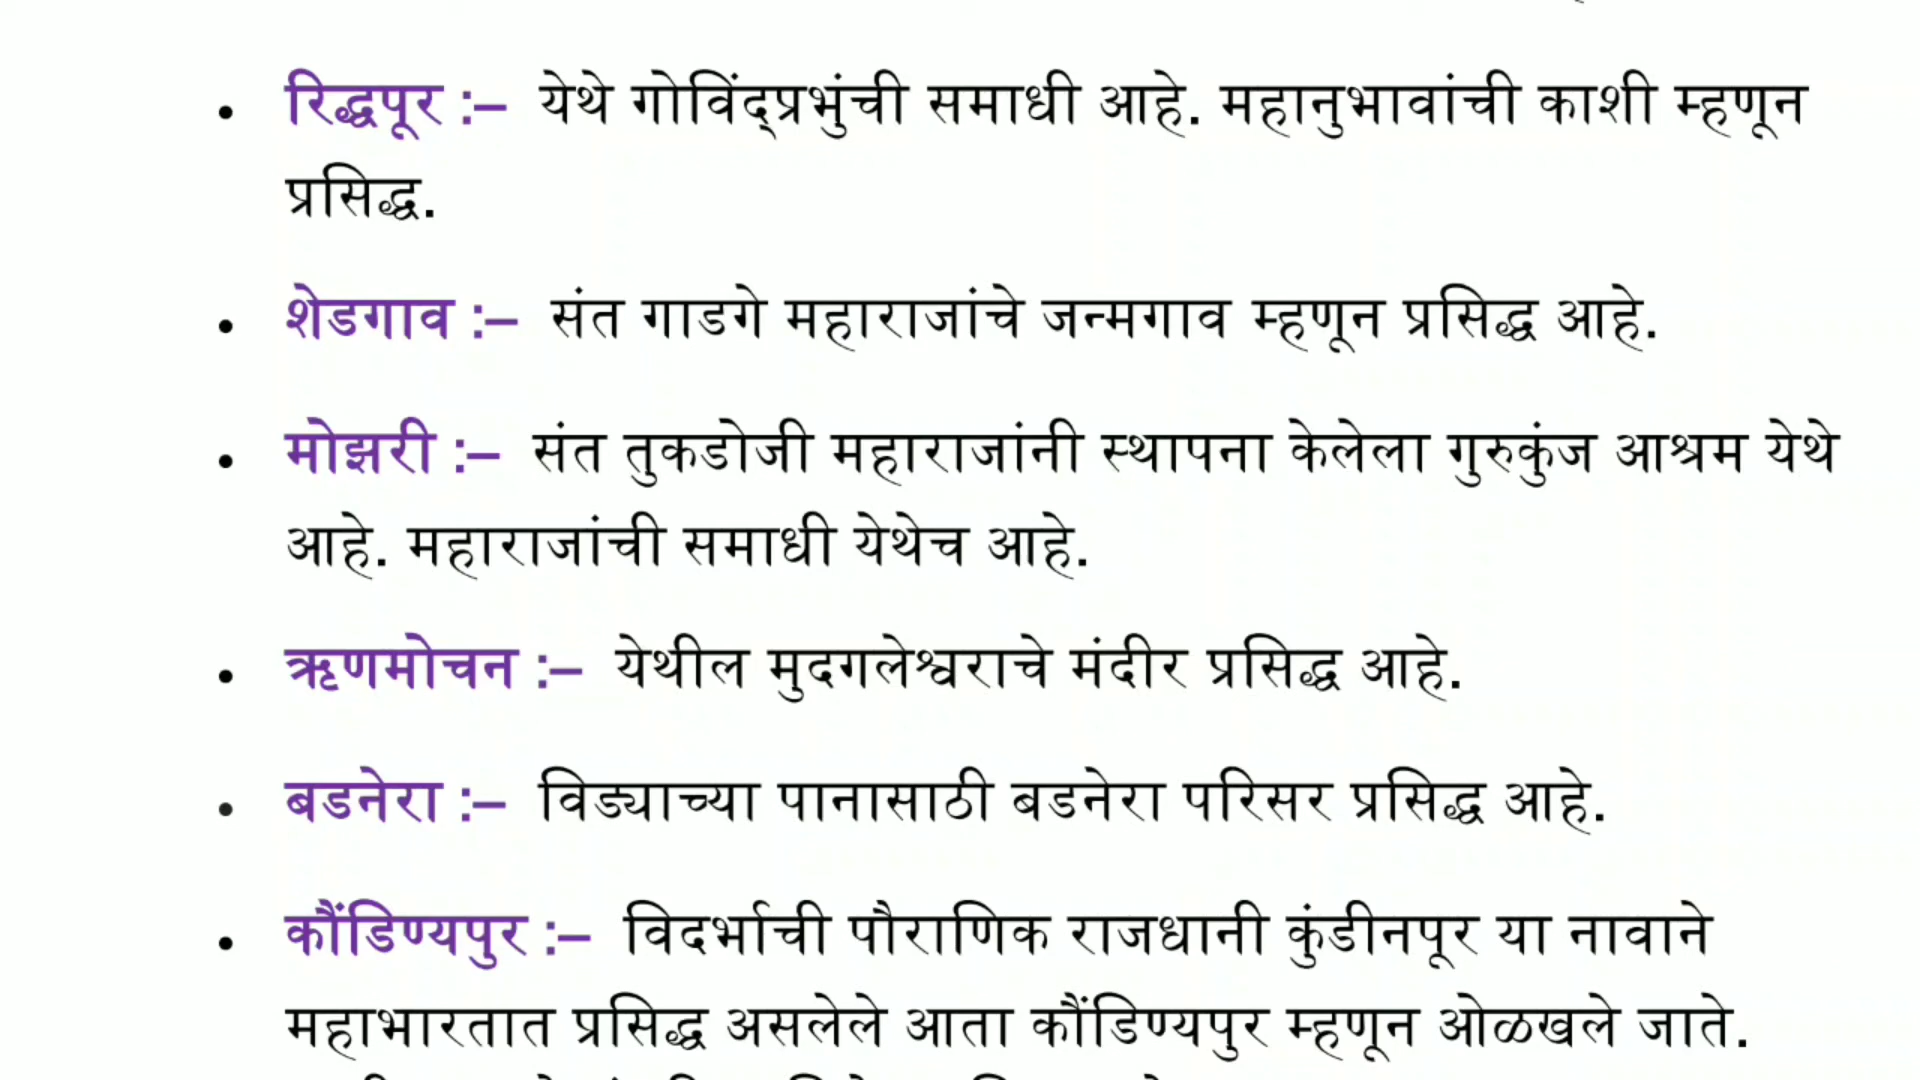 • रिद्धपूर :– येथे गोविंद्प्रभुंची समाधी आहे. महानुभावांची काशी म्हणून
प्रसिद्ध.
• शेडगाव :– संत गाडगे महाराजांचे जन्मगाव म्हणून प्रसिद्ध आहे.
• मोझरी :– संत तुकडोजी महाराजांनी स्थापना केलेला गुरुकुंज आश्रम येथे
आहे. महाराजांची समाधी येथेच आहे.
• ऋणमोचन :– येथील मुदगलेश्वराचे मंदीर प्रसिद्ध आहे.
• बडनेरा :– विड्याच्या पानासाठी बडनेरा परिसर प्रसिद्ध आहे.
• कौंडिण्यपुर :– विदर्भाची पौराणिक राजधानी कुंडीनपूर या नावाने
महाभारतात प्रसिद्ध असलेले आता कौंडिण्यपुर म्हणून ओळखले जाते.